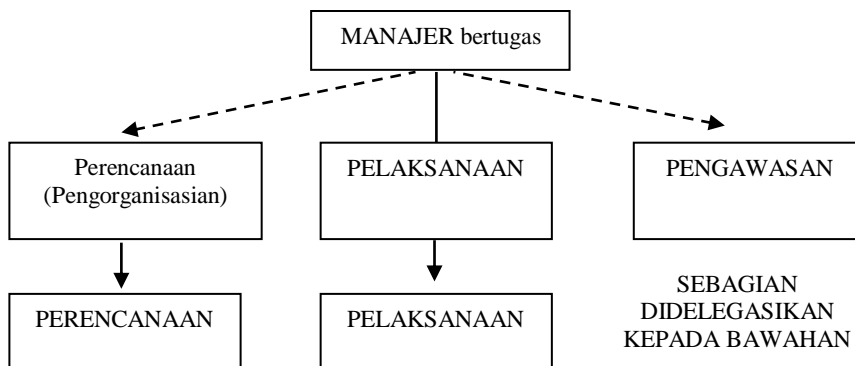 MANAJER bertugas
Perencanaan
(Pengorganisasian)
PELAKSANAAN
PENGAWASAN
PERENCANAAN
PELAKSANAAN
SEBAGIAN
DIDELEGASIKAN
KEPADA BAWAHAN